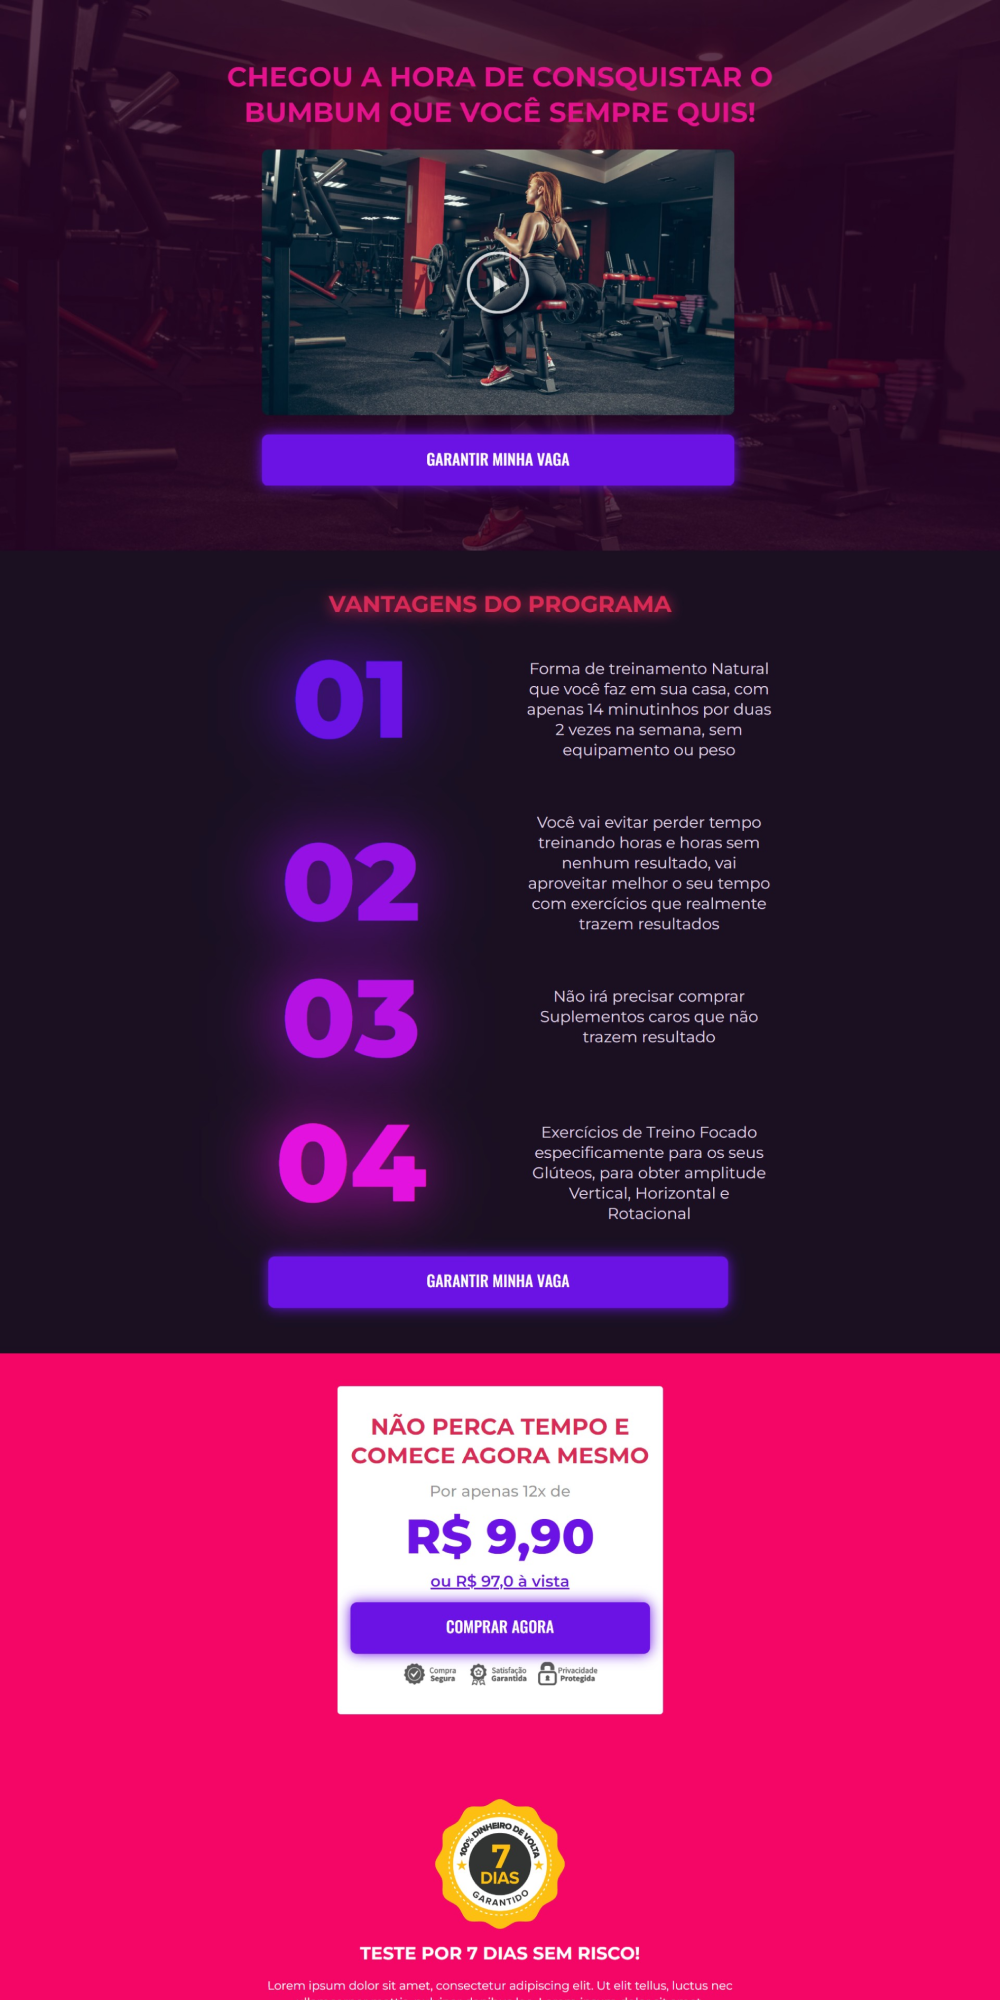 CHEGOU A HORA DE CONSQUISTAR O
BUMBUM QUE VOCÊ SEMPRE QUIS!
GARANTIR MINHA VAGA
VANTAGENS DO PROGRAMA
01
Forma de treinamento Natural
que você faz em sua casa, com
apenas 14 minutinhos por duas
2 vezes na semana, sem
equipamento ou peso
02
Você vai evitar perder tempo
treinando horas e horas sem
nenhum resultado, vai
aproveitar melhor o seu tempo
com exercícios que realmente
trazem resultados
03
Não irá precisar comprar
Suplementos caros que não
trazem resultado
04
Exercícios de Treino Focado
especificamente para os seus
Glúteos, para obter amplitude
Vertical, Horizontal e
Rotacional
GARANTIR MINHA VAGA
NÃO PERCA TEMPO E
COMECE AGORA MESMO
Por apenas 12x de
R$ 9,90
ou R$ 97,0 à vista
COMPRAR AGORA
Compra
Segura
Satisfação
Garantida
Privacidade
Protegida
100% DINHEIRO DE VOLTA
7
DIAS
GARANTIDO
TESTE POR 7 DIAS SEM RISCO!
Lorem ipsum dolor sit amet, consectetur adipiscing elit. Ut elit tellus, luctus nec